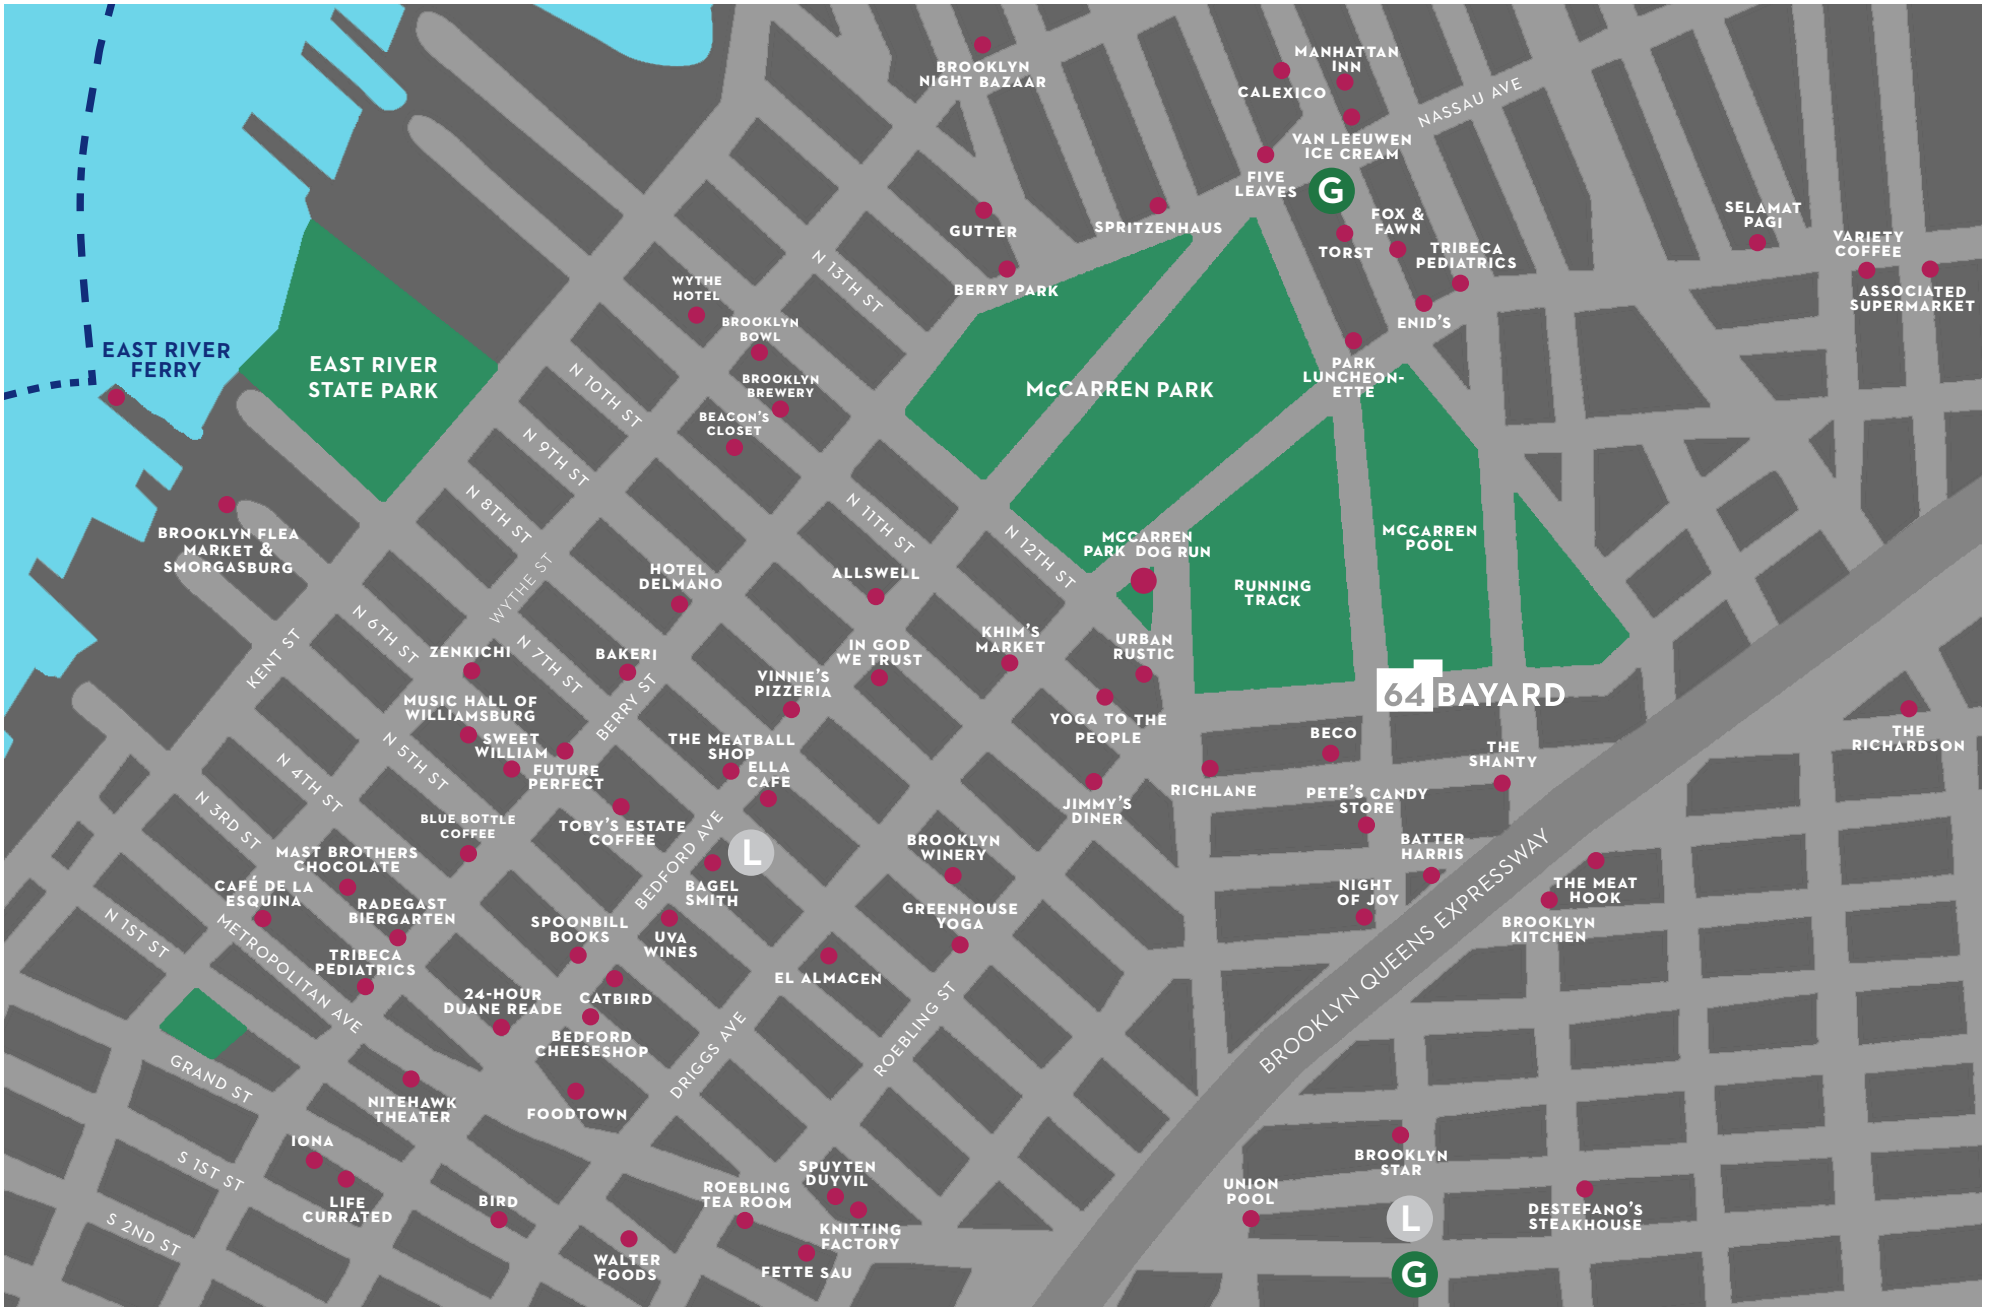 BROOKLYN
NIGHT BAZAAR
MANHATTAN
INN
CALEXICO
NASSAU AVE
VAN LEEUWEN
ICE CREAM
FIVE
LEAVES
G
GUTTER
SPRITZENHAUS
FOX &
FAWN
TORST
TRIBECA
PEDIATRICS
SELAMAT
PAGI
VARIETY
COFFEE
ASSOCIATED
SUPERMARKET
N 13TH ST
BERRY PARK
WYTHE
HOTEL
BROOKLYN
BOWL
ENID'S
EAST RIVER
FERRY
EAST RIVER
STATE PARK
BROOKLYN
BREWERY
N 10TH ST
BEACON'S
CLOSET
McCARREN PARK
PARK
LUNCHEON-
ETTE
N 9TH ST
N 8TH ST
N 11TH ST
N 12TH ST
MCCARREN
PARK DOG RUN
MCCARREN
POOL
BROOKLYN FLEA
MARKET &
SMORGASBURG
WYTHE ST
HOTEL
DELMANO
ALLSWELL
RUNNING
TRACK
KENT ST
N 6TH ST
ZENKICHI
N 7TH ST
BAKERI
IN GOD
WE TRUST
KHIM'S
MARKET
URBAN
RUSTIC
VINNIE'S
PIZZERIA
64 BAYARD
MUSIC HALL OF
WILLIAMSBURG
BERRY ST
YOGA TO THE
PEOPLE
BECO
THE
RICHARDSON
SWEET
WILLIAM
THE MEATBALL
SHOP
THE
SHANTY
N 5TH ST
FUTURE
PERFECT
ELLA
CAFE
N 4TH ST
JIMMY'S
DINER
RICHLANE
PETE'S CANDY
STORE
N 3RD ST
BLUE BOTTLE
COFFEE
TOBY'S ESTATE
COFFEE
BEDFORD AVE
L
BROOKLYN
WINERY
BATTER
HARRIS
MAST BROTHERS
CHOCOLATE
CAFÉ DE LA
ESQUINA
BAGEL
SMITH
NIGHT
OF JOY
THE MEAT
HOOK
RADEGAST
BIERGARTEN
GREENHOUSE
YOGA
BROOKLYN
KITCHEN
N 1ST ST
METROPOLITAN AVE
SPOONBILL
BOOKS
UVA
WINES
BROOKLYN QUEENS EXPRESSWAY
TRIBECA
PEDIATRICS
EL ALMACEN
24-HOUR
DUANE READE
CATBIRD
ROEBLING ST
BEDFORD
CHEESESHOP
DRIGGS AVE
GRAND ST
NITEHAWK
THEATER
FOODTOWN
IONA
BROOKLYN
STAR
S 1ST ST
SPUYTEN
DUYVIL
LIFE
CURRATED
BIRD
ROEBLING
TEA ROOM
UNION
POOL
L
DESTEFANO'S
STEAKHOUSE
S 2ND ST
KNITTING
FACTORY
WALTER
FOODS
FETTE SAU
G